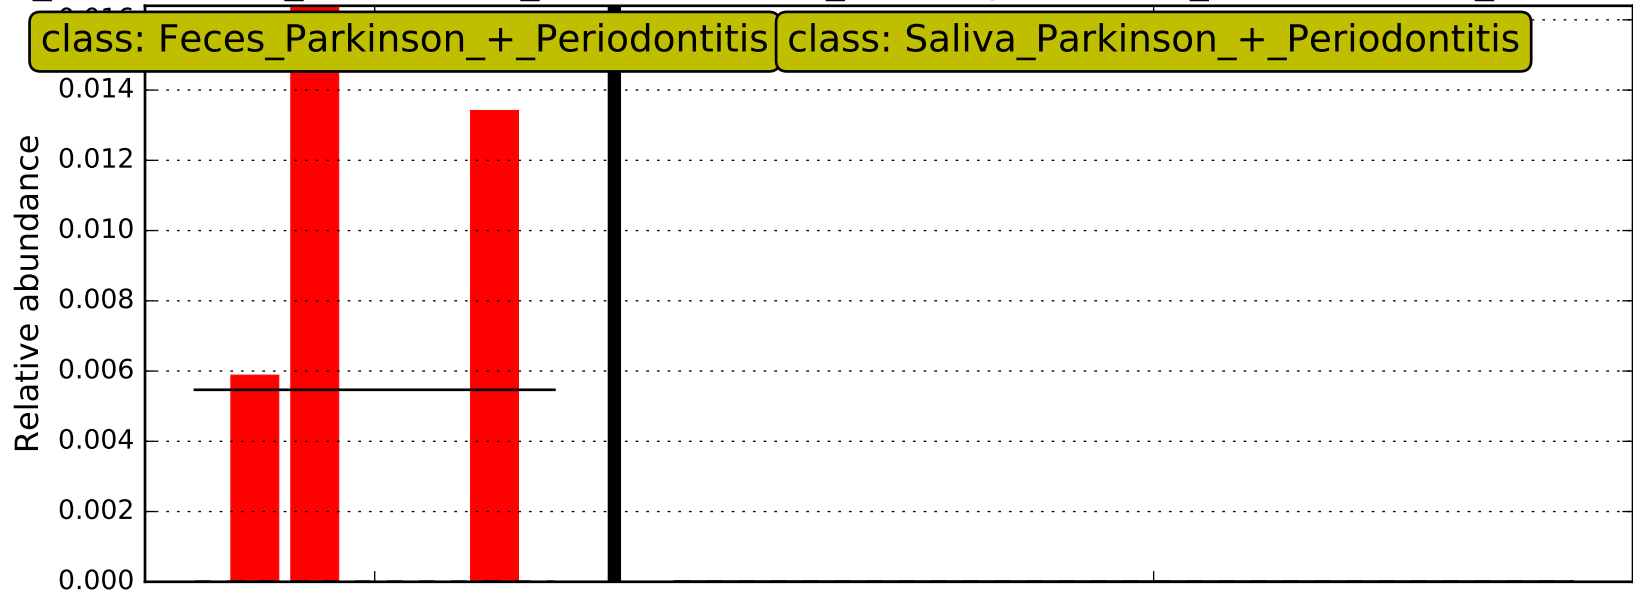 class: Feces_Parkinson_+_Periodontitis
class: Saliva_Parkinson_+_Periodontitis
0.014
0.012
0.010
0.008
0.006
0.004
0.002
0.000
Relative abundance